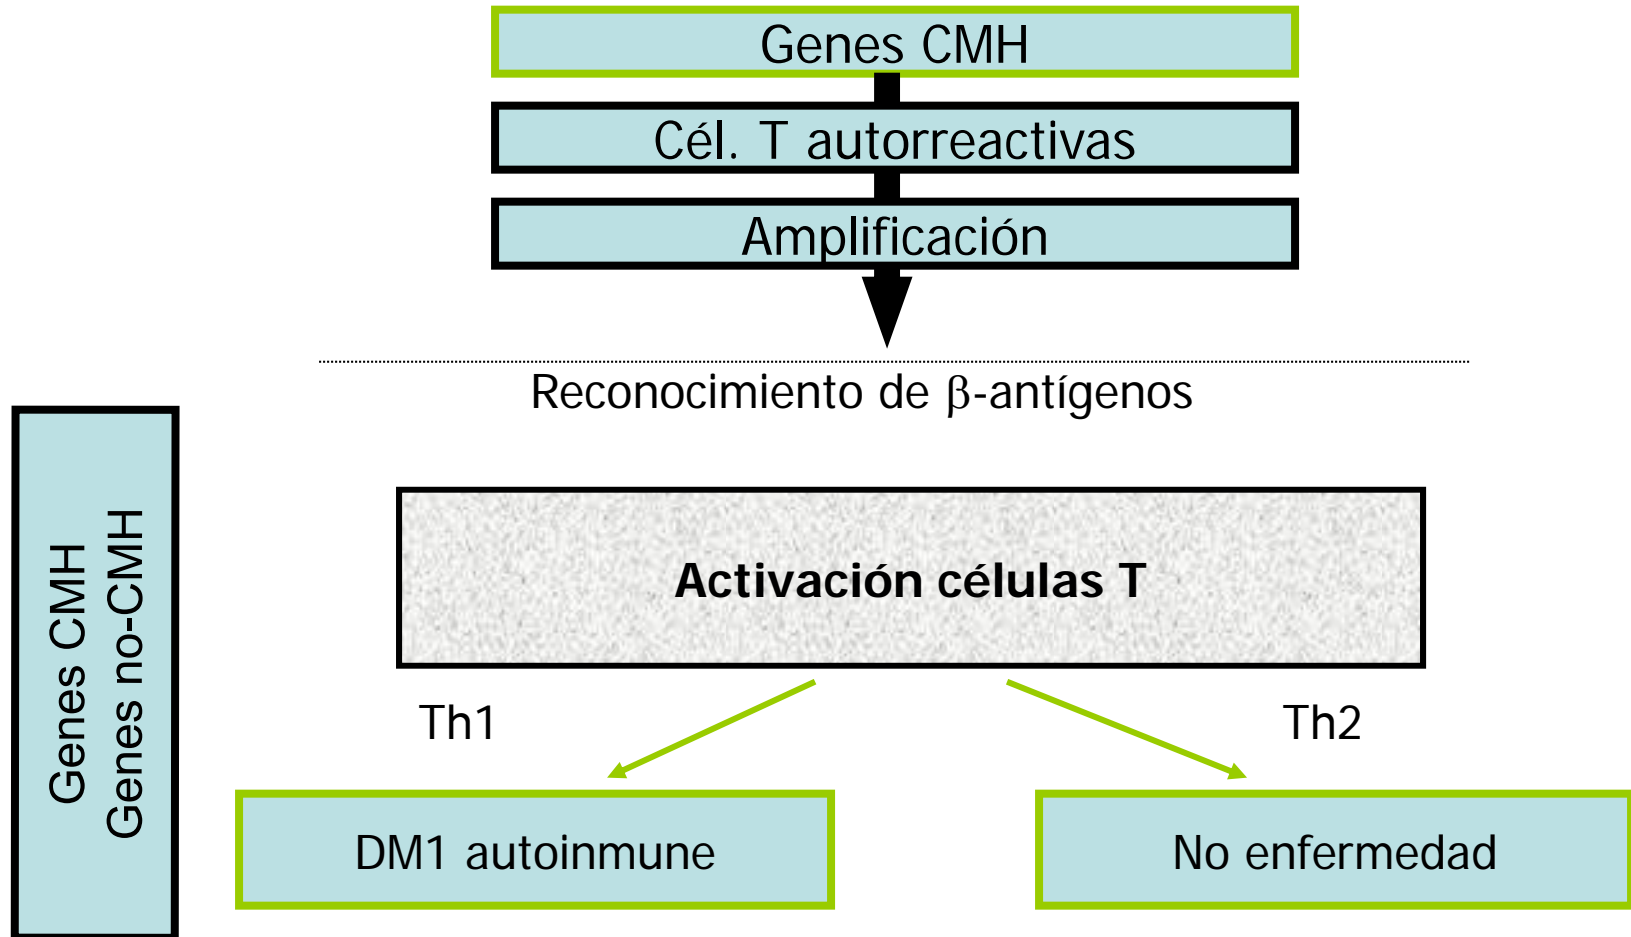 Genes CMH
Cél. T autorreactivas
Amplificación
Reconocimiento de β-antígenos
Genes CMH
Genes no-CMH
Activación células T
Th1
Th2
DM1 autoinmune
No enfermedad